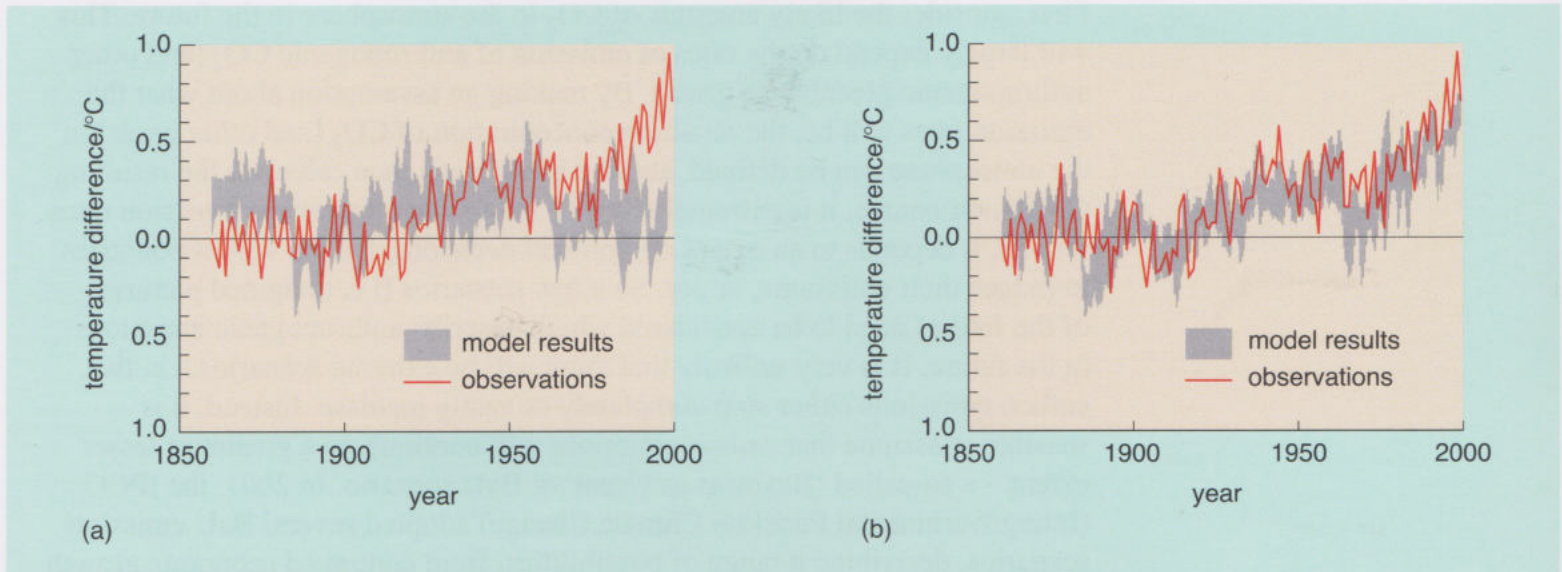 1.0
0.5
0.0
0.5
1.0
temperature difference/°C
model results
observations
1850 1900 1950 2000
year
(a)
1.0
0.5
0.0
0.5
1.0
temperature difference/°C
model results
observations
1850 1900 1950 2000
year
(b)